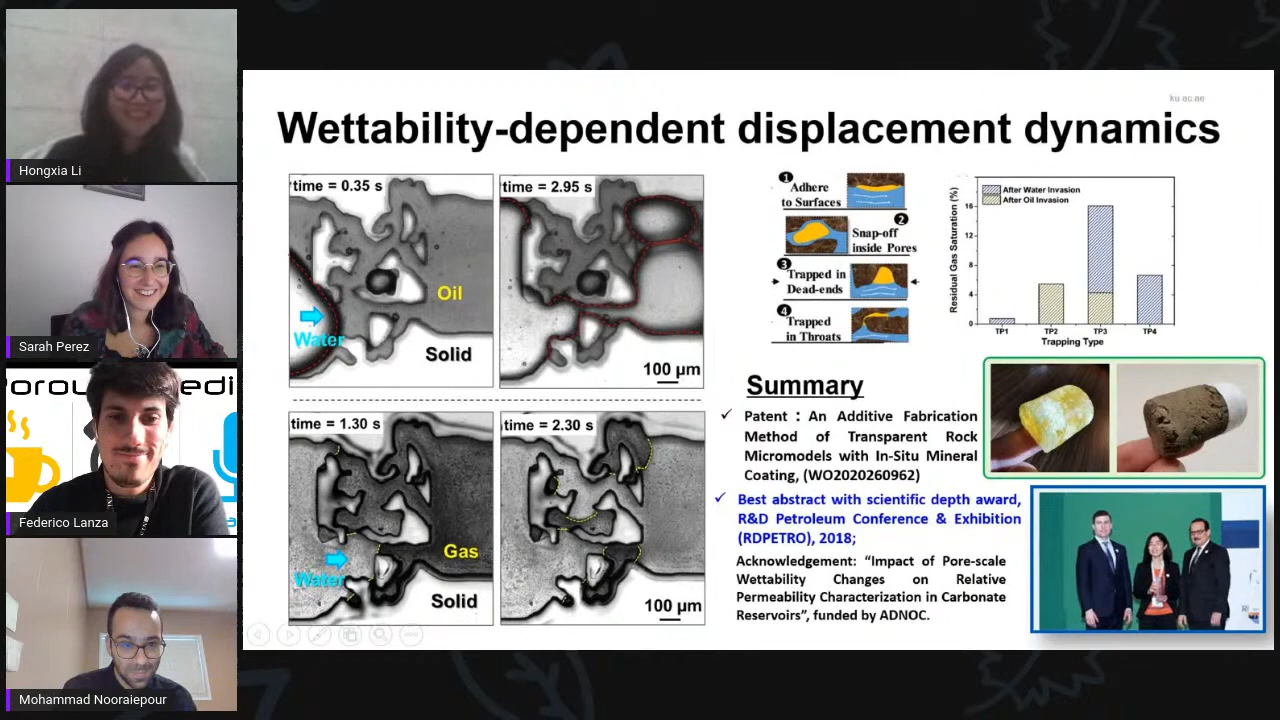 Hongxia Li
Sarah Perez
Federico Lanza
Mohammad Nooraiepour
ku.ac.ae
Wettability-dependent displacement dynamics
time = 0.35 s
Oil
Water
Solid
time = 2.95 s
100 µm
time = 1.30 s
Gas
Water
Solid
time = 2.30 s
100 µm
1
Adhere
to Surfaces
2
Snap-off
inside Pores
3
Trapped in
Dead-ends
4
Trapped
in Throats
After Water Invasion
After Oil Invasion
Residual Gas Saturation (%)
16
12
8
4
0
TP1 TP2 TP3 TP4
Trapping Type
Summary
✓ Patent : An Additive Fabrication
Method of Transparent Rock
Micromodels with In-Situ Mineral
Coating, (WO2020260962)
✓ Best abstract with scientific depth award,
R&D Petroleum Conference & Exhibition
(RDPETRO), 2018;
Acknowledgement: “Impact of Pore-scale
Wettability Changes on Relative
Permeability Characterization in Carbonate
Reservoirs”, funded by ADNOC.